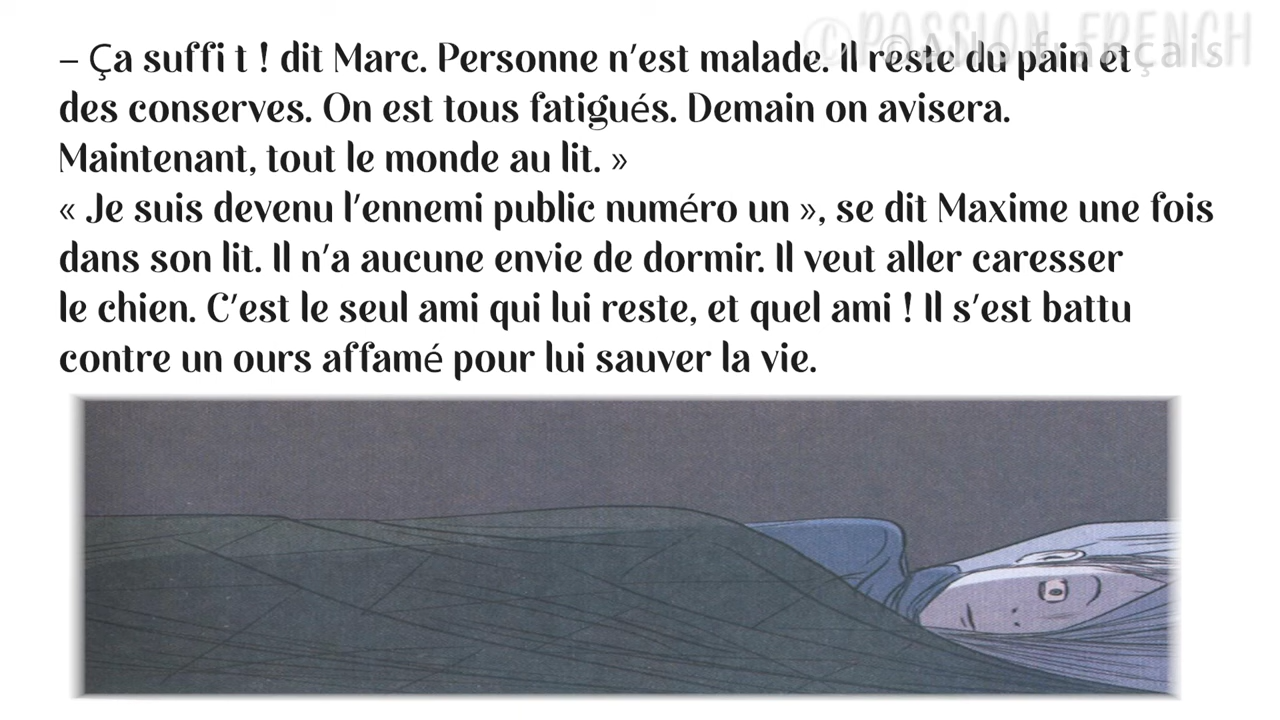 ©PASSION FRENCH
@Allo français
– Ça suffi t ! dit Marc. Personne n’est malade. Il reste du pain et
des conserves. On est tous fatigués. Demain on avisera.
Maintenant, tout le monde au lit. »
« Je suis devenu l’ennemi public numéro un », se dit Maxime une fois
dans son lit. Il n’a aucune envie de dormir. Il veut aller caresser
le chien. C’est le seul ami qui lui reste, et quel ami ! Il s’est battu
contre un ours affamé pour lui sauver la vie.